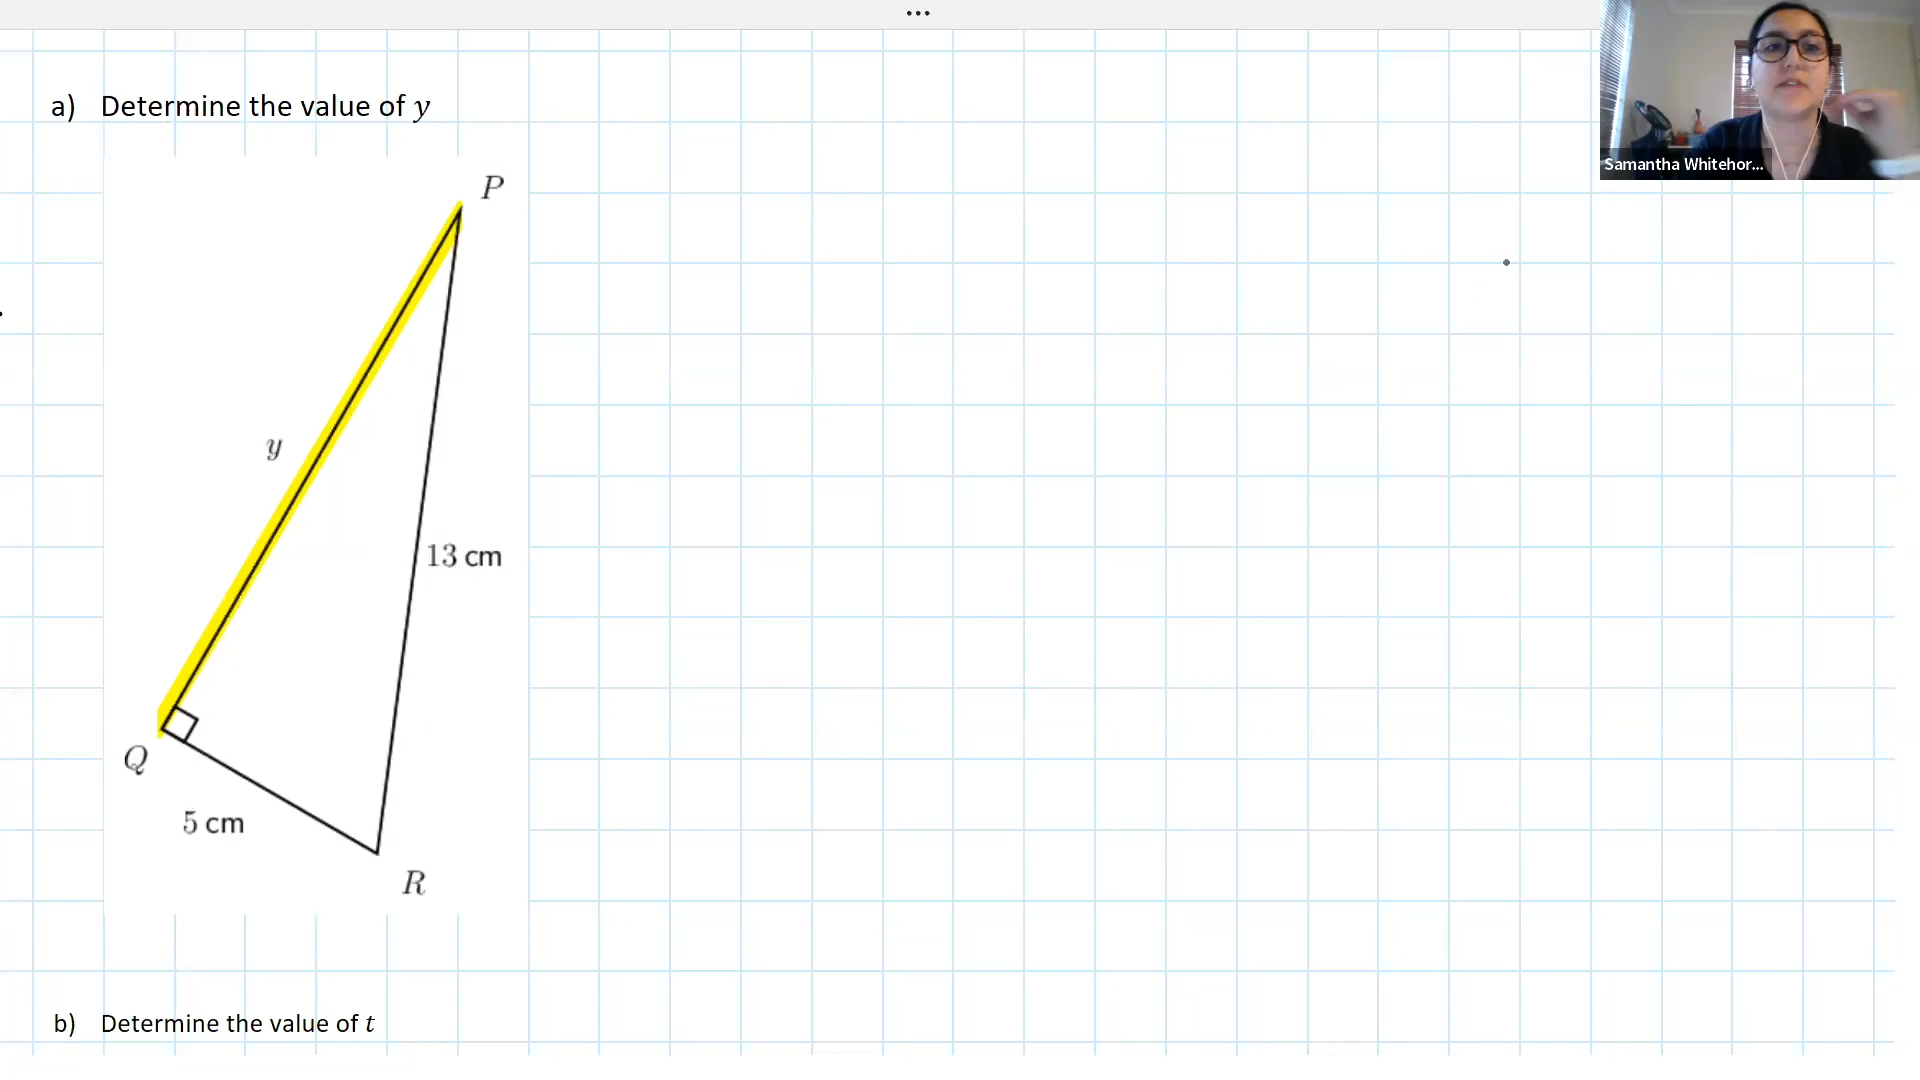 ...
Samantha Whitehor...
a) Determine the value of y
P
y
13 cm
Q
5 cm
R
b) Determine the value of t